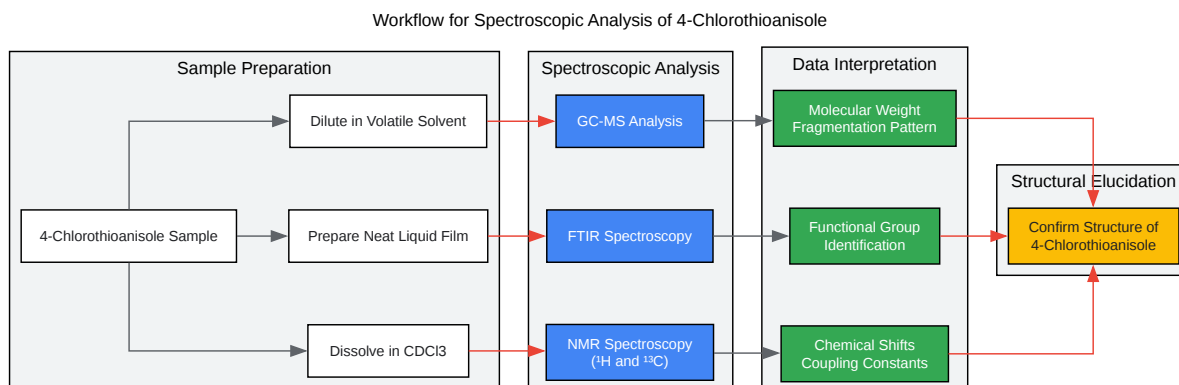 Workflow for Spectroscopic Analysis of 4-Chlorothioanisole
Sample Preparation
Spectroscopic Analysis
Data Interpretation
Structural Elucidation
Dilute in Volatile Solvent
GC-MS Analysis
Molecular Weight
Fragmentation Pattern
4-Chlorothioanisole Sample
Prepare Neat Liquid Film
FTIR Spectroscopy
Functional Group
Identification
Confirm Structure of
4-Chlorothioanisole
Dissolve in CDCl3
NMR Spectroscopy
(¹H and ¹³C)
Chemical Shifts
Coupling Constants